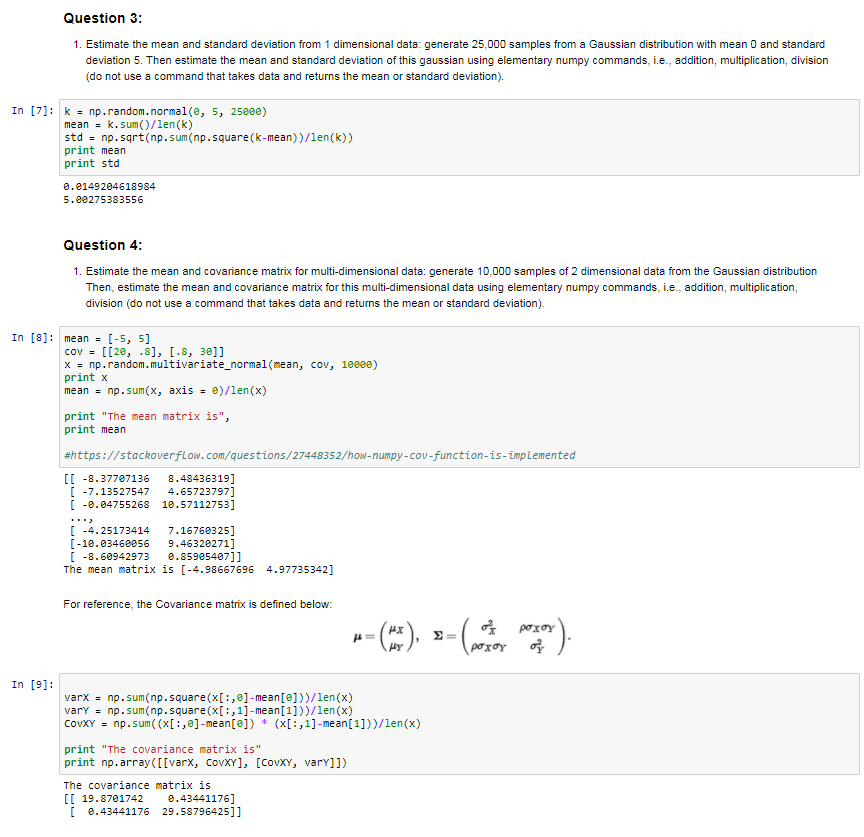 Question 3:
1. Estimate the mean and standard deviation from 1 dimensional data: generate 25,000 samples from a Gaussian distribution with mean 0 and standard
deviation 5. Then estimate the mean and standard deviation of this gaussian using elementary numpy commands, i.e., addition, multiplication, division
(do not use a command that takes data and returns the mean or standard deviation).
In [7]: k = np.random.normal(0, 5, 25000)
mean = k.sum()/len(k)
std = np.sqrt(np.sum(np.square(k-mean))/len(k))
print mean
print std
0.0149204618984
5.00275383556
Question 4:
1. Estimate the mean and covariance matrix for multi-dimensional data: generate 10,000 samples of 2 dimensional data from the Gaussian distribution
Then, estimate the mean and covariance matrix for this multi-dimensional data using elementary numpy commands, i.e., addition, multiplication,
division (do not use a command that takes data and returns the mean or standard deviation).
In [8]: mean = [-5, 5]
cov = [[20, .8], [.8, 30]]
x = np.random.multivariate_normal(mean, cov, 10000)
print x
mean = np.sum(x, axis = 0)/len(x)
print "The mean matrix is",
print mean
#https://stackoverflow.com/questions/27448352/how-numpy-cov-function-is-implemented
[[ -8.37707136 8.48436319]
[ -7.13527547 4.65723797]
[ -0.04755268 10.57112753]
...,
[ -4.25173414 7.16760325]
[-10.03460056 9.46320271]
[ -8.60942973 0.85905407]]
The mean matrix is [-4.98667696 4.97735342]
For reference, the Covariance matrix is defined below:
μ = (μX μY), Σ = (σ²X ρσXσY ρσXσY σ²Y).
In [9]:
varX = np.sum(np.square(x[:,0]-mean[0]))/len(x)
varY = np.sum(np.square(x[:,1]-mean[1]))/len(x)
CovXY = np.sum((x[:,0]-mean[0]) * (x[:,1]-mean[1]))/len(x)
print "The covariance matrix is"
print np.array([[varX, CovXY], [CovXY, varY]])
The covariance matrix is
[[ 19.8701742 0.43441176]
[ 0.43441176 29.58796425]]